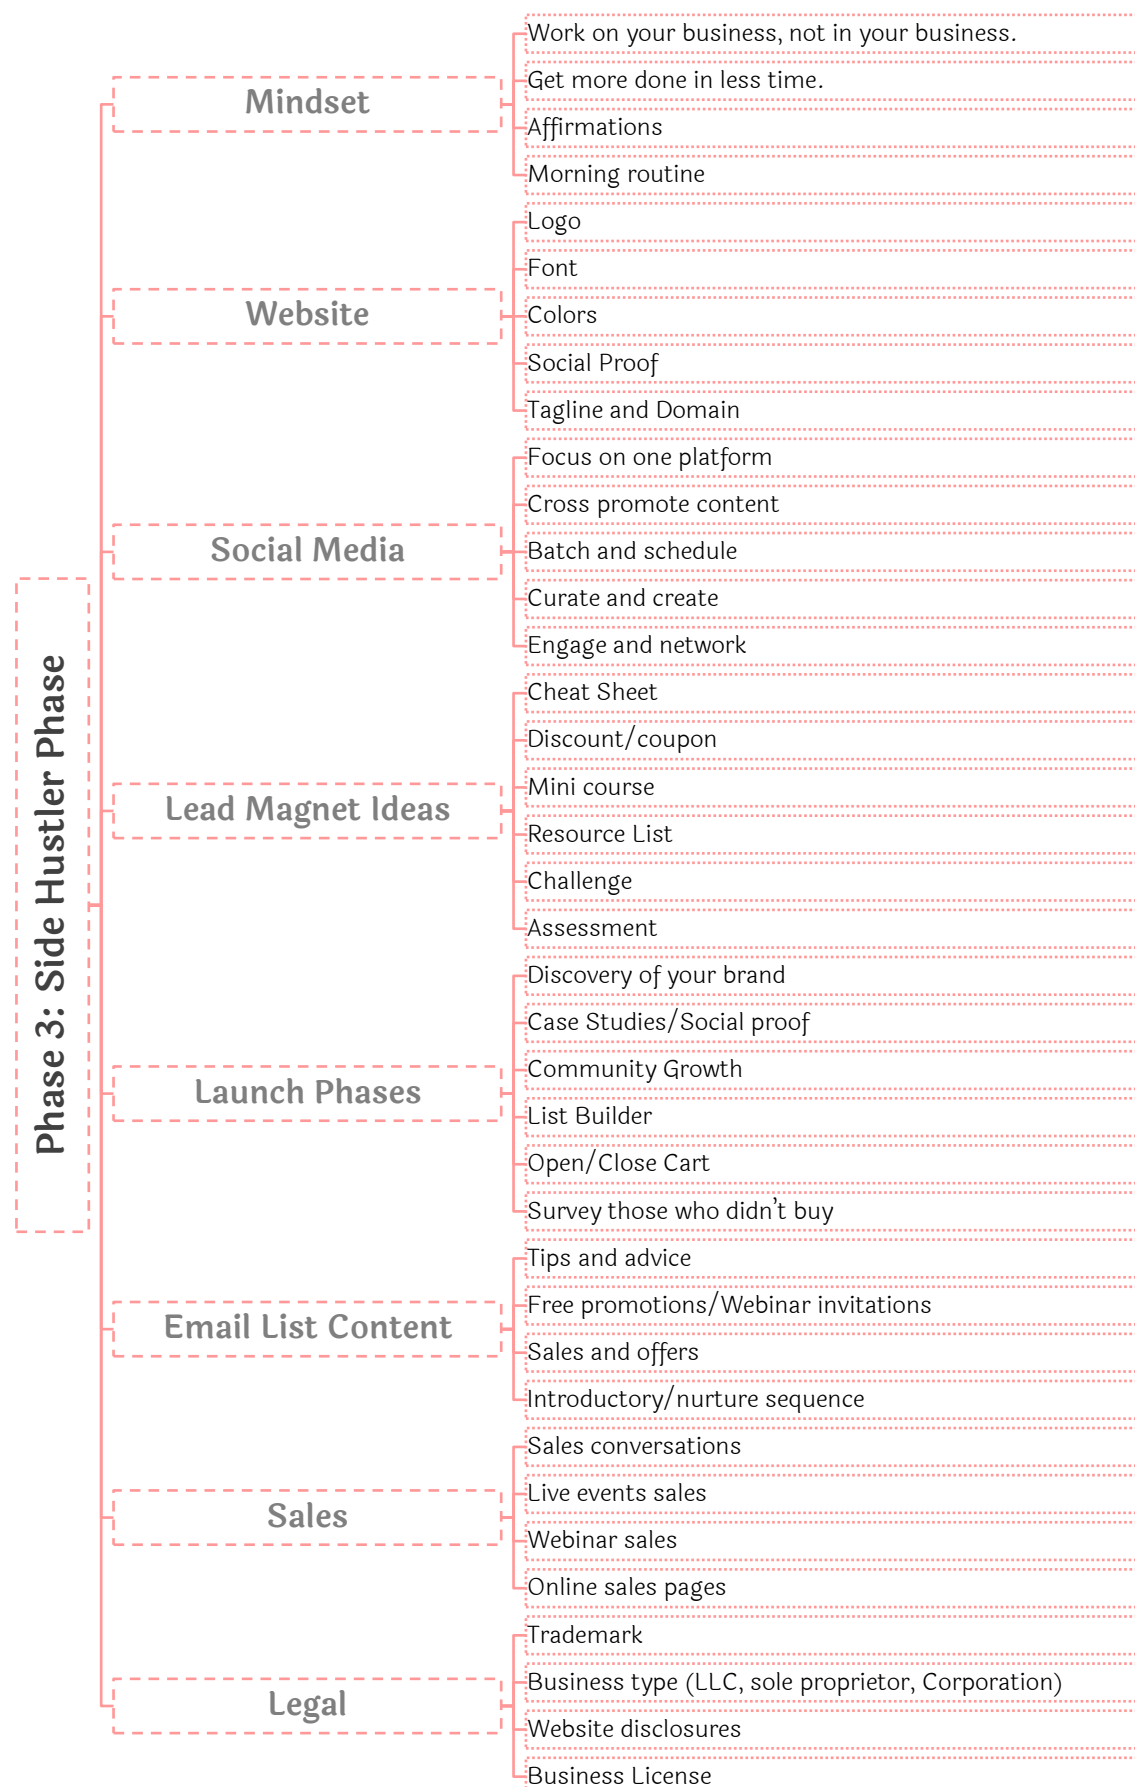 Phase 3: Side Hustler Phase
Mindset
Work on your business, not in your business.
Get more done in less time.
Affirmations
Morning routine
Website
Logo
Font
Colors
Social Proof
Tagline and Domain
Social Media
Focus on one platform
Cross promote content
Batch and schedule
Curate and create
Engage and network
Lead Magnet Ideas
Cheat Sheet
Discount/coupon
Mini course
Resource List
Challenge
Assessment
Launch Phases
Discovery of your brand
Case Studies/Social proof
Community Growth
List Builder
Open/Close Cart
Survey those who didn’t buy
Email List Content
Tips and advice
Free promotions/Webinar invitations
Sales and offers
Introductory/nurture sequence
Sales
Sales conversations
Live events sales
Webinar sales
Online sales pages
Legal
Trademark
Business type (LLC, sole proprietor, Corporation)
Website disclosures
Business License